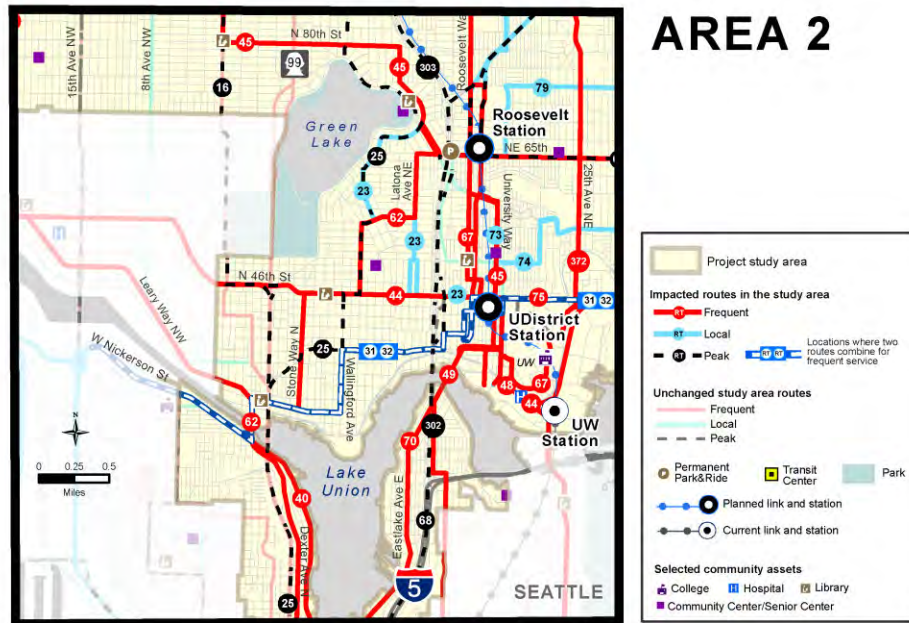 AREA 2
15th Ave NW
8th Ave NW
N 80th St
45
99
45
303
Roosevelt Wa
79
16
Green
Lake
Roosevelt
Station
P
NE 65th
25
Latona
Ave NE
23
62
23
67
University
Way
73
74
25th Ave NE
372
45
Leary Way NW
N 46th St
44
23
75
31 32
UDistrict
Station
W Nickerson St
Stone Way N
25
31 32
Wallingford Ave
49
UW
48
67
H
44
UW
Station
62
N
0 0.25 0.5
Miles
Lake
Union
302
70
40
Dexter Ave N
Eastlake Ave E
68
5
25
SEATTLE
Project study area
Impacted routes in the study area
RT Frequent
RT Local
RT Peak
RT RT Locations where two
routes combine for
frequent service
Unchanged study area routes
Frequent
Local
Peak
P Permanent
Park&Ride
T Transit
Center
Park
Planned link and station
Current link and station
Selected community assets
College H Hospital Library
Community Center/Senior Center